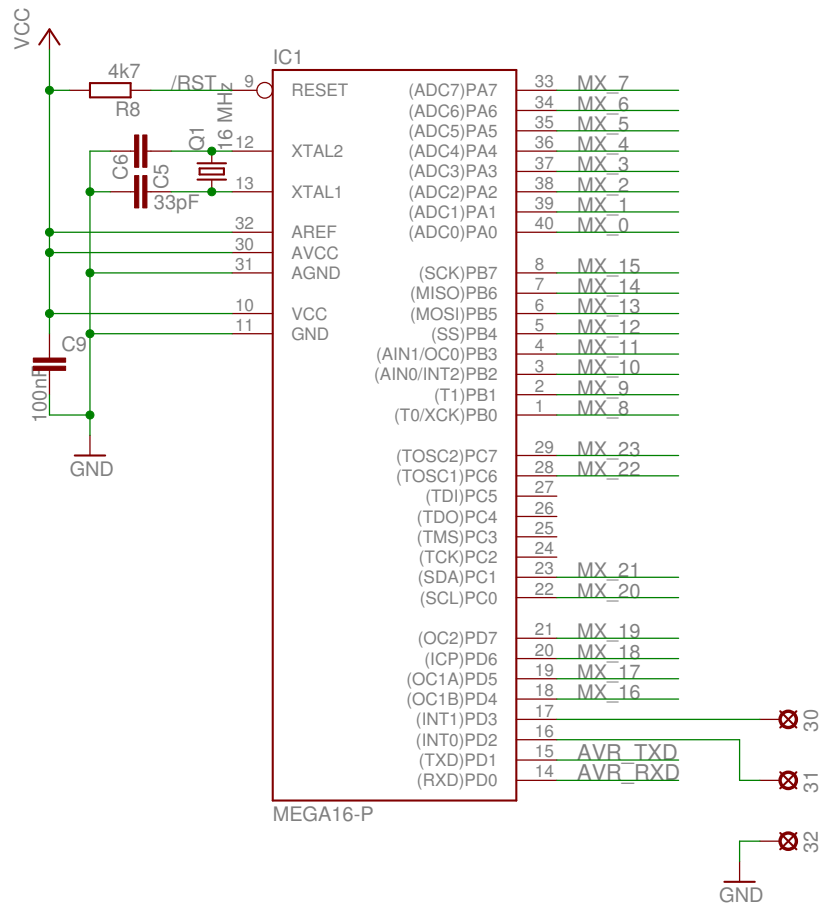 VCC
IC1
4k7
/RST
9
RESET
R8
16 MHz
Q1
12
XTAL2
C6
C5
33pF
13
XTAL1
32
AREF
30
AVCC
31
AGND
10
VCC
11
GND
C9
100nF
GND
(ADC7)PA7 33 MX_7
(ADC6)PA6 34 MX_6
(ADC5)PA5 35 MX_5
(ADC4)PA4 36 MX_4
(ADC3)PA3 37 MX_3
(ADC2)PA2 38 MX_2
(ADC1)PA1 39 MX_1
(ADC0)PA0 40 MX_0
(SCK)PB7 8 MX_15
(MISO)PB6 7 MX_14
(MOSI)PB5 6 MX_13
(SS)PB4 5 MX_12
(AIN1/OC0)PB3 4 MX_11
(AIN0/INT2)PB2 3 MX_10
(T1)PB1 2 MX_9
(T0/XCK)PB0 1 MX_8
(TOSC2)PC7 29 MX_23
(TOSC1)PC6 28 MX_22
(TDI)PC5 27
(TDO)PC4 26
(TMS)PC3 25
(TCK)PC2 24
(SDA)PC1 23 MX_21
(SCL)PC0 22 MX_20
(OC2)PD7 21 MX_19
(ICP)PD6 20 MX_18
(OC1A)PD5 19 MX_17
(OC1B)PD4 18 MX_16
(INT1)PD3 17 30
(INT0)PD2 16
(TXD)PD1 15 AVR_TXD
(RXD)PD0 14 AVR_RXD 31
MEGA16-P
32
GND